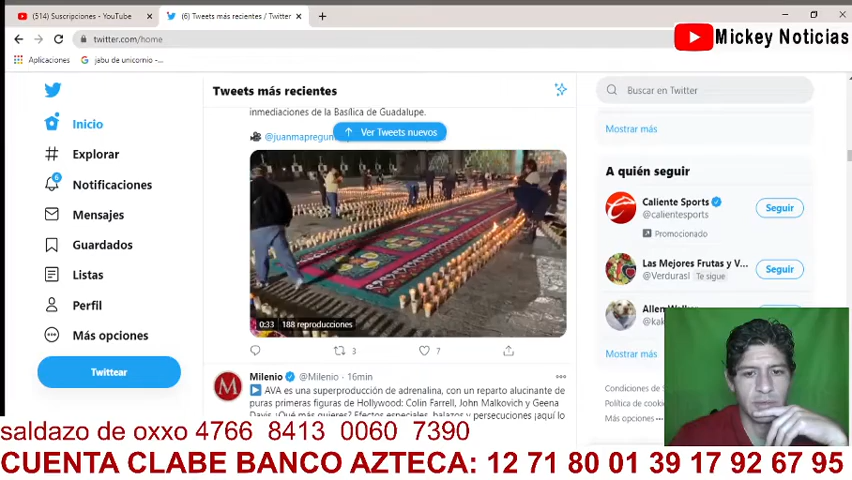 (514) Suscripciones - YouTube
(6) Tweets más recientes / Twitter
twitter.com/home
Aplicaciones
jabu de unicornio -...
Mickey Noticias
Inicio
Explorar
6
Notificaciones
Mensajes
Guardados
Listas
Perfil
Más opciones
Twittear
Tweets más recientes
inmediaciones de la Basílica de Guadalupe.
Ver Tweets nuevos
0:33 188 reproducciones
3
7
Milenio @Milenio · 16min
AVA es una superproducción de adrenalina, con un reparto alucinante de
puras primeras figuras de Hollywood: Colin Farrell, John Malkovich y Geena
Davis. ¿Qué más quieres? Efectos especiales, balazos y persecuciones ¡aquí lo
Buscar en Twitter
Mostrar más
A quién seguir
Caliente Sports
@calientesports
Seguir
Promocionado
Las Mejores Frutas y V...
@Verdurasl Te sigue
Seguir
Mostrar más
Condiciones de
Política de cookie
Más opciones
saldazo de oxxo 4766 8413 0060 7390
CUENTA CLABE BANCO AZTECA: 12 71 80 01 39 17 92 67 95